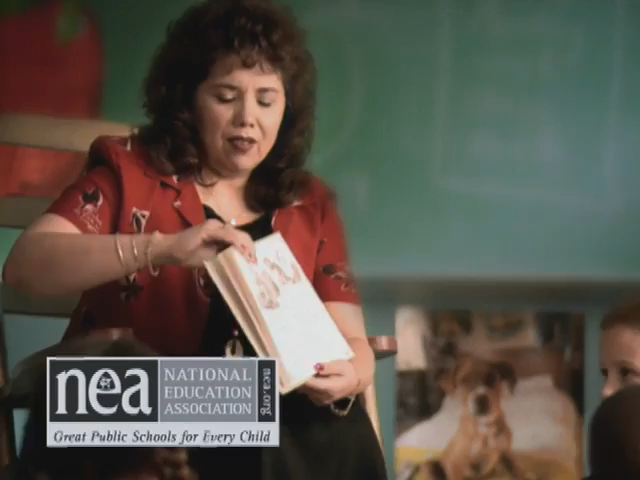 nea
NATIONAL
EDUCATION
ASSOCIATION
nea.org
Great Public Schools for Every Child